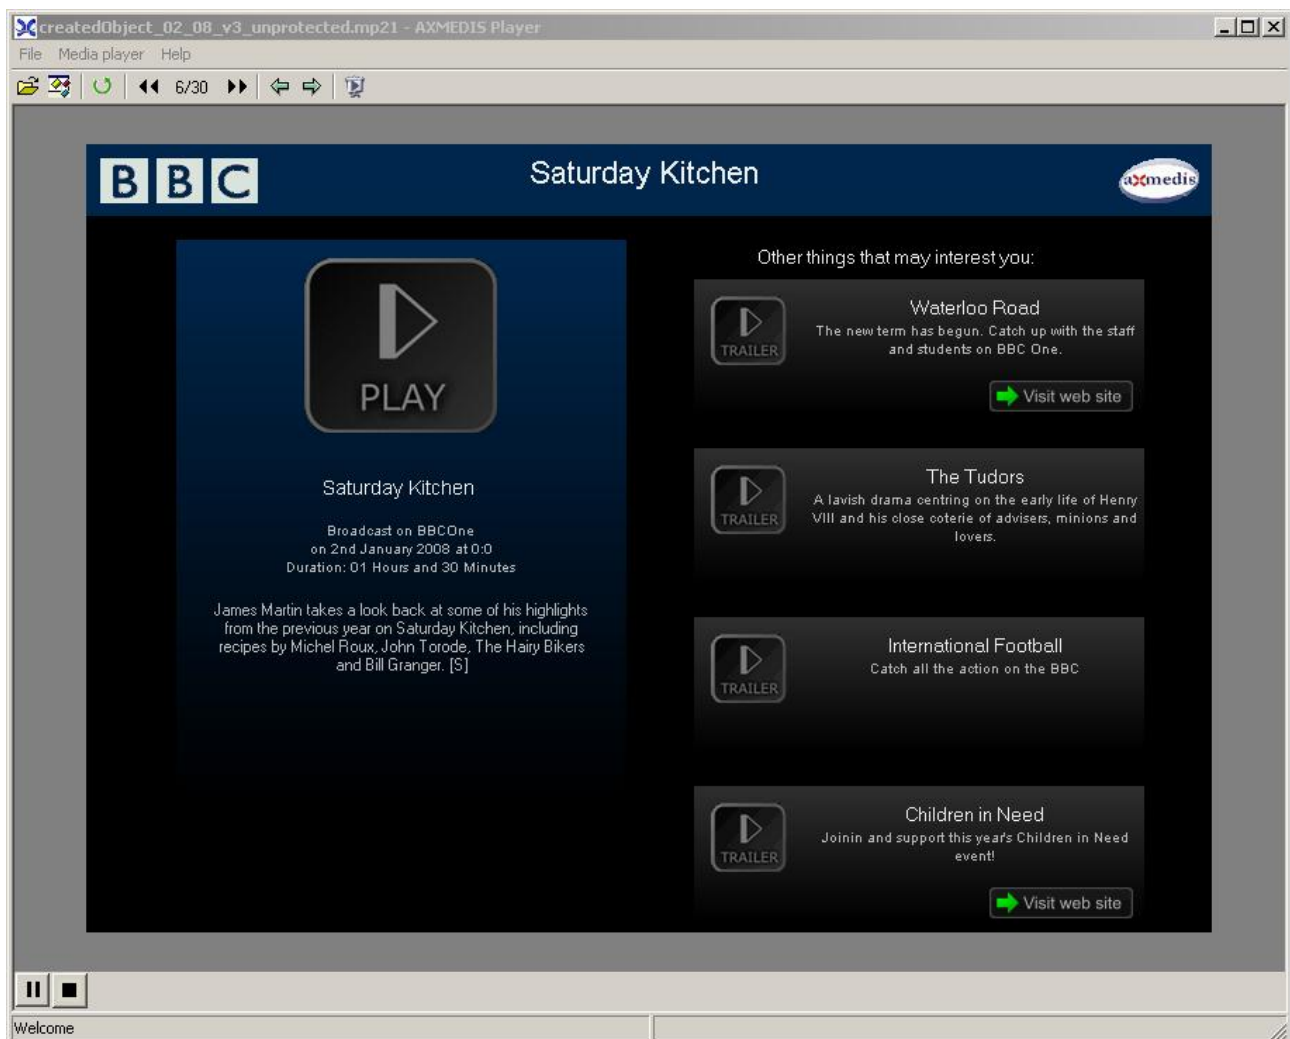 createdObject_02_08_v3_unprotected.mp21 - AXMEDIS Player
File Media player Help
6/30
BBC
Saturday Kitchen
axmedis
PLAY
Saturday Kitchen
Broadcast on BBCOne
on 2nd January 2008 at 0:0
Duration: 01 Hours and 30 Minutes
James Martin takes a look back at some of his highlights
from the previous year on Saturday Kitchen, including
recipes by Michel Roux, John Torode, The Hairy Bikers
and Bill Granger. [S]
Other things that may interest you:
TRAILER
Waterloo Road
The new term has begun. Catch up with the staff
and students on BBC One.
Visit web site
TRAILER
The Tudors
A lavish drama centring on the early life of Henry
VIII and his close coterie of advisers, minions and
lovers.
TRAILER
International Football
Catch all the action on the BBC
TRAILER
Children in Need
Joinin and support this year's Children in Need
event!
Visit web site
Welcome